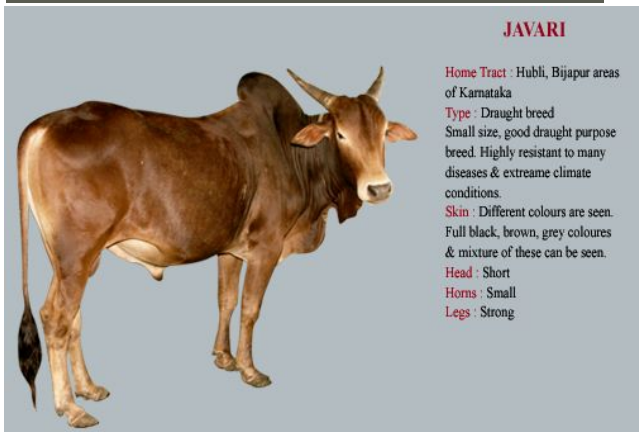 JAVARI
Home Tract : Hubli, Bijapur areas
of Karnataka
Type : Draught breed
Small size, good draught purpose
breed. Highly resistant to many
diseases & extreame climate
conditions.
Skin : Different colours are seen.
Full black, brown, grey coloures
& mixture of these can be seen.
Head : Short
Horns : Small
Legs : Strong